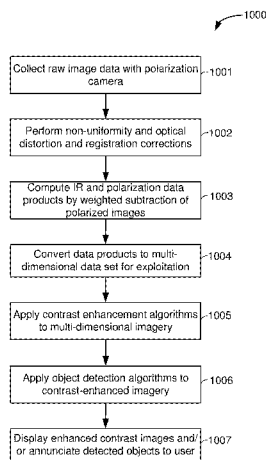 1000
Collect raw image data with polarization
camera
1001
Perform non-uniformity and optical
distortion and registration corrections
1002
Compute IR and polarization data
products by weighted subtraction of
polarized images
1003
Convert data products to multi-
dimensional data set for exploitation
1004
Apply contrast enhancement algorithms
to multi-dimensional imagery
1005
Apply object detection algorithms to
contrast-enhanced imagery
1006
Display enhanced contrast images and/
or annunciate detected objects to user
1007